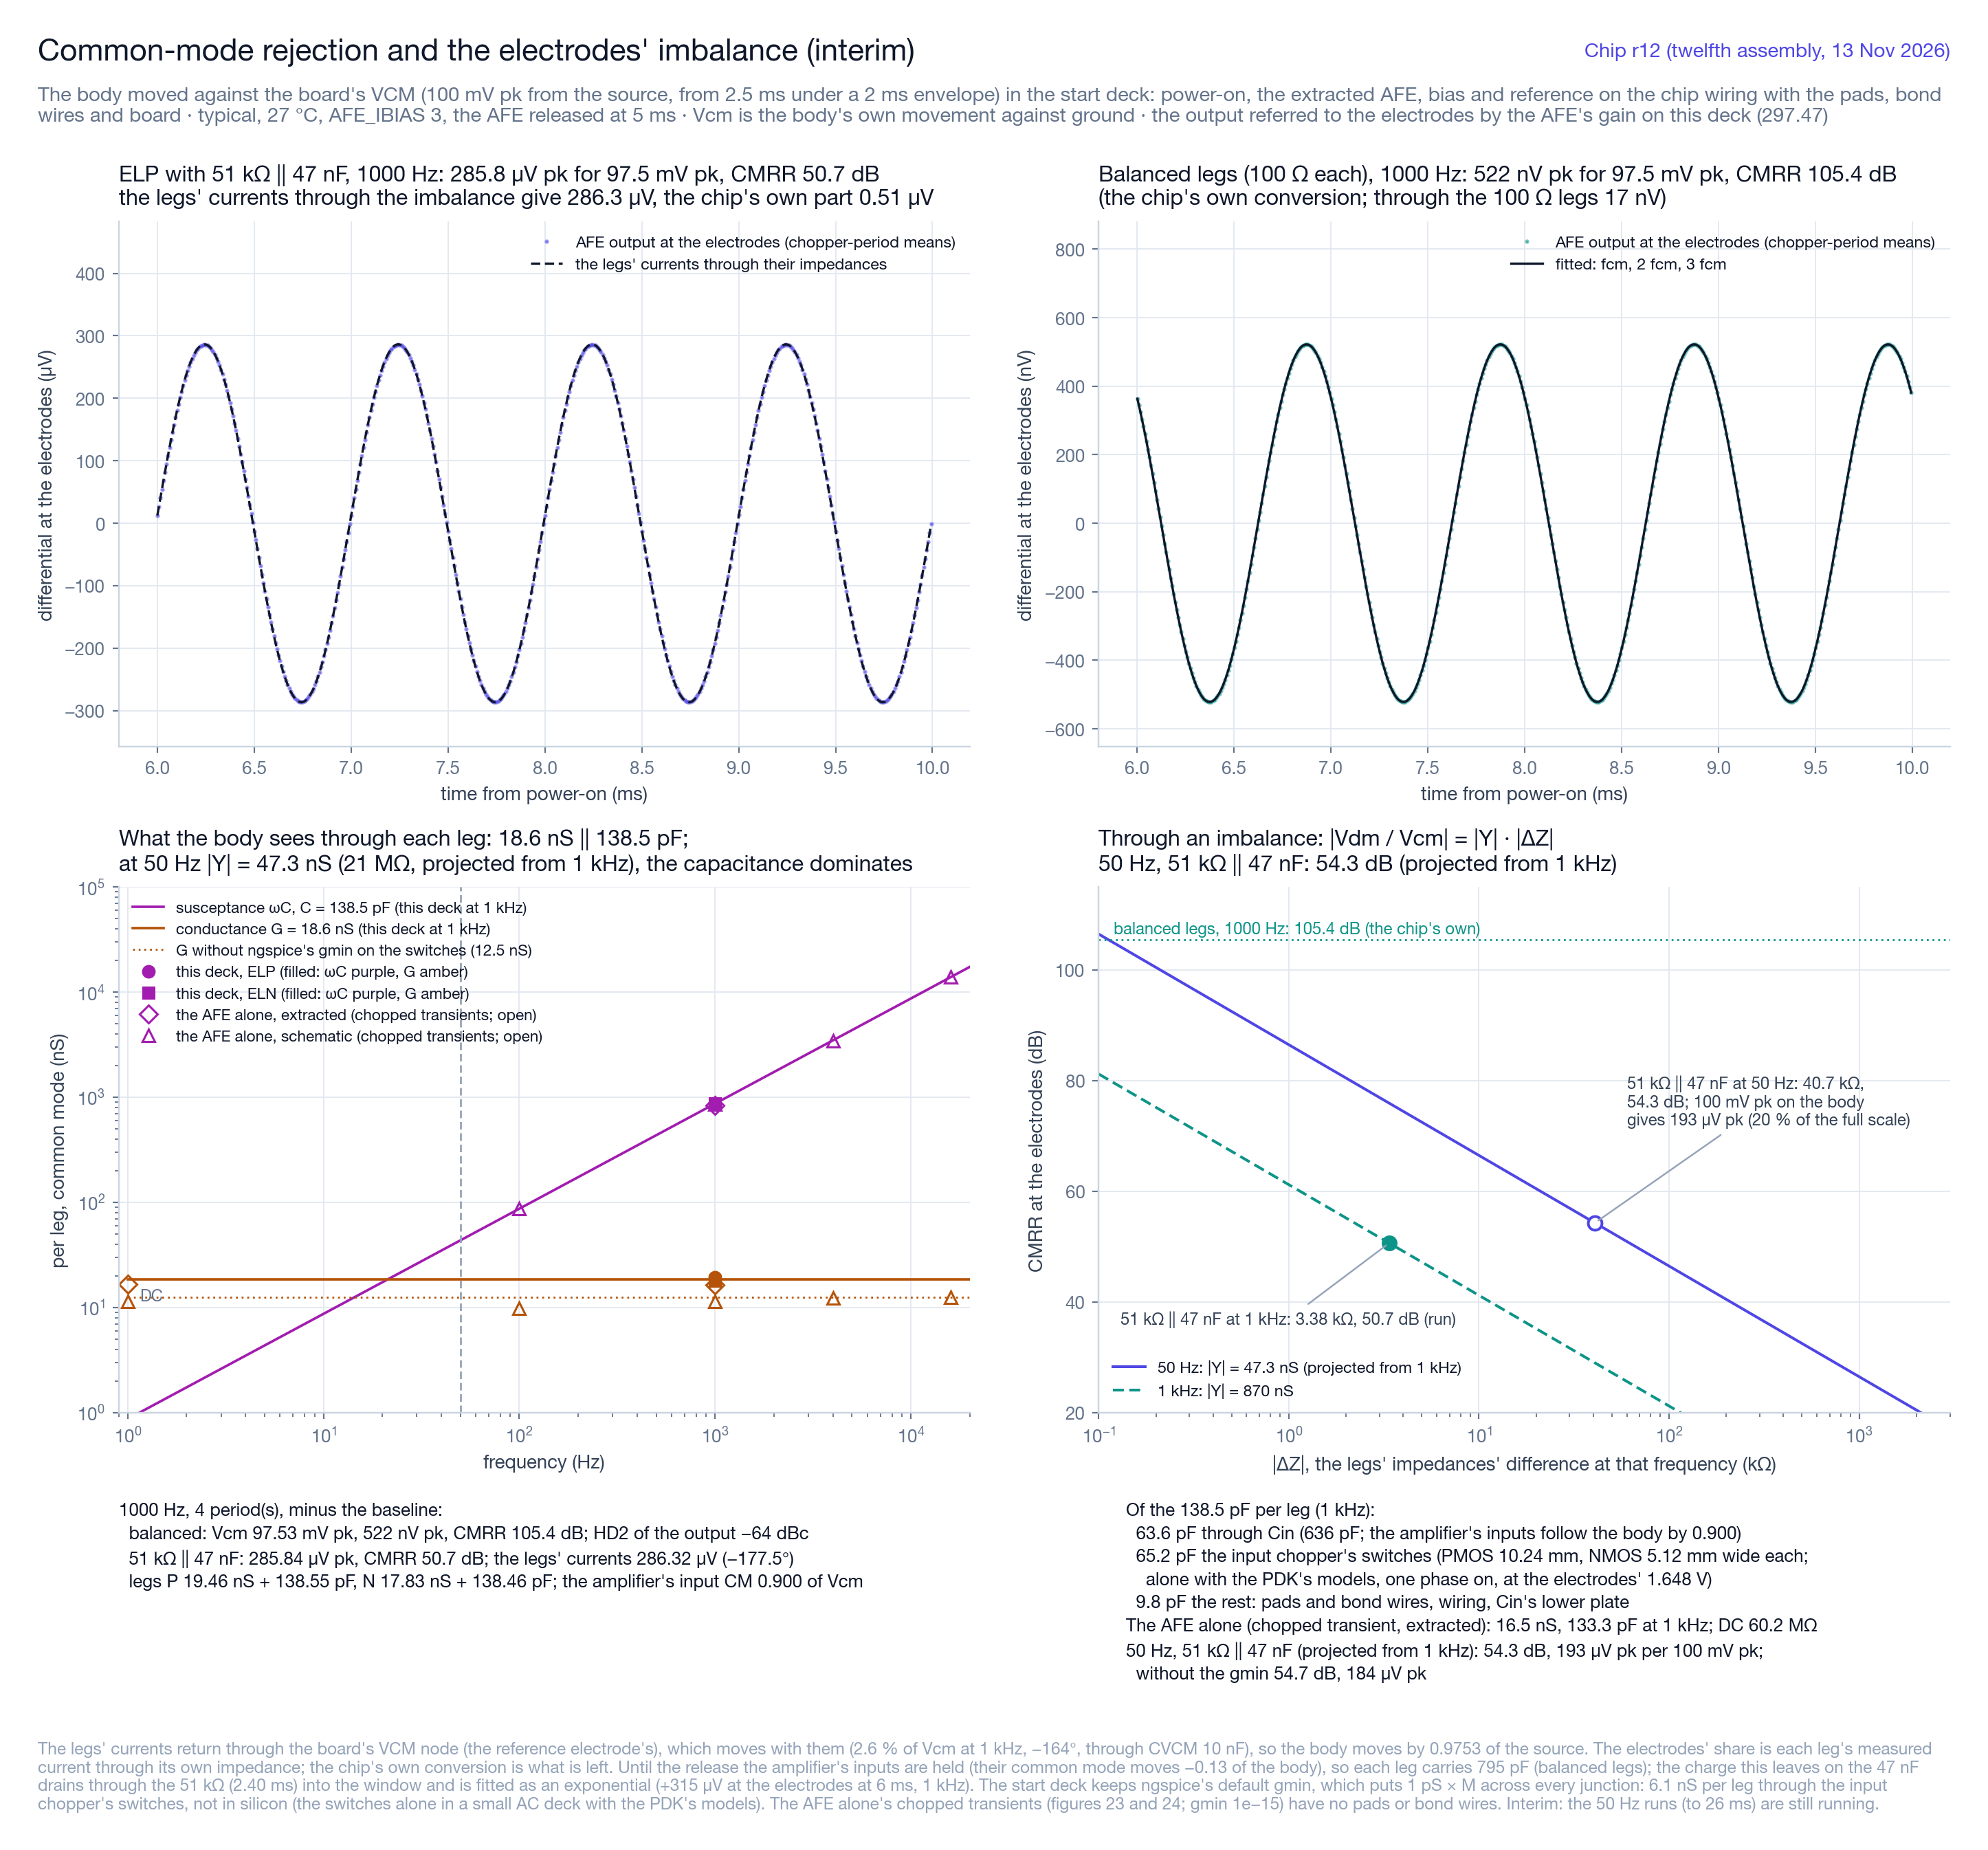 Common-mode rejection and the electrodes' imbalance (interim)
Chip r12 (twelfth assembly, 13 Nov 2026)
The body moved against the board's VCM (100 mV pk from the source, from 2.5 ms under a 2 ms envelope) in the start deck: power-on, the extracted AFE, bias and reference on the chip wiring with the pads, bond
wires and board · typical, 27 °C, AFE_IBIAS 3, the AFE released at 5 ms · Vcm is the body's own movement against ground · the output referred to the electrodes by the AFE's gain on this deck (297.47)
ELP with 51 kΩ || 47 nF, 1000 Hz: 285.8 µV pk for 97.5 mV pk, CMRR 50.7 dB
the legs' currents through the imbalance give 286.3 µV, the chip's own part 0.51 µV
AFE output at the electrodes (chopper-period means)
the legs' currents through their impedances
400
300
200
100
0
−100
−200
−300
differential at the electrodes (µV)
6.0 6.5 7.0 7.5 8.0 8.5 9.0 9.5 10.0
time from power-on (ms)
Balanced legs (100 Ω each), 1000 Hz: 522 nV pk for 97.5 mV pk, CMRR 105.4 dB
(the chip's own conversion; through the 100 Ω legs 17 nV)
AFE output at the electrodes (chopper-period means)
fitted: fcm, 2 fcm, 3 fcm
800
600
400
200
0
−200
−400
−600
differential at the electrodes (nV)
6.0 6.5 7.0 7.5 8.0 8.5 9.0 9.5 10.0
time from power-on (ms)
What the body sees through each leg: 18.6 nS || 138.5 pF;
at 50 Hz |Y| = 47.3 nS (21 MΩ, projected from 1 kHz), the capacitance dominates
susceptance ωC, C = 138.5 pF (this deck at 1 kHz)
conductance G = 18.6 nS (this deck at 1 kHz)
G without ngspice's gmin on the switches (12.5 nS)
this deck, ELP (filled: ωC purple, G amber)
this deck, ELN (filled: ωC purple, G amber)
the AFE alone, extracted (chopped transients; open)
the AFE alone, schematic (chopped transients; open)
DC
10⁵
10⁴
10³
10²
10¹
10⁰
per leg, common mode (nS)
10⁰ 10¹ 10² 10³ 10⁴
frequency (Hz)
Through an imbalance: |Vdm / Vcm| = |Y| · |ΔZ|
50 Hz, 51 kΩ || 47 nF: 54.3 dB (projected from 1 kHz)
balanced legs, 1000 Hz: 105.4 dB (the chip's own)
51 kΩ || 47 nF at 50 Hz: 40.7 kΩ,
54.3 dB; 100 mV pk on the body
gives 193 µV pk (20 % of the full scale)
51 kΩ || 47 nF at 1 kHz: 3.38 kΩ, 50.7 dB (run)
50 Hz: |Y| = 47.3 nS (projected from 1 kHz)
1 kHz: |Y| = 870 nS
100
80
60
40
20
CMRR at the electrodes (dB)
10⁻¹ 10⁰ 10¹ 10² 10³
|ΔZ|, the legs' impedances' difference at that frequency (kΩ)
1000 Hz, 4 period(s), minus the baseline:
balanced: Vcm 97.53 mV pk, 522 nV pk, CMRR 105.4 dB; HD2 of the output −64 dBc
51 kΩ || 47 nF: 285.84 µV pk, CMRR 50.7 dB; the legs' currents 286.32 µV (−177.5°)
legs P 19.46 nS + 138.55 pF, N 17.83 nS + 138.46 pF; the amplifier's input CM 0.900 of Vcm
Of the 138.5 pF per leg (1 kHz):
63.6 pF through Cin (636 pF; the amplifier's inputs follow the body by 0.900)
65.2 pF the input chopper's switches (PMOS 10.24 mm, NMOS 5.12 mm wide each;
alone with the PDK's models, one phase on, at the electrodes' 1.648 V)
9.8 pF the rest: pads and bond wires, wiring, Cin's lower plate
The AFE alone (chopped transient, extracted): 16.5 nS, 133.3 pF at 1 kHz; DC 60.2 MΩ
50 Hz, 51 kΩ || 47 nF (projected from 1 kHz): 54.3 dB, 193 µV pk per 100 mV pk;
without the gmin 54.7 dB, 184 µV pk
The legs' currents return through the board's VCM node (the reference electrode's), which moves with them (2.6 % of Vcm at 1 kHz, −164°, through CVCM 10 nF), so the body moves by 0.9753 of the source. The electrodes' share is each leg's measured
current through its own impedance; the chip's own conversion is what is left. Until the release the amplifier's inputs are held (their common mode moves −0.13 of the body), so each leg carries 795 pF (balanced legs); the charge this leaves on the 47 nF
drains through the 51 kΩ (2.40 ms) into the window and is fitted as an exponential (+315 µV at the electrodes at 6 ms, 1 kHz). The start deck keeps ngspice's default gmin, which puts 1 pS × M across every junction: 6.1 nS per leg through the input
chopper's switches, not in silicon (the switches alone in a small AC deck with the PDK's models). The AFE alone's chopped transients (figures 23 and 24; gmin 1e−15) have no pads or bond wires. Interim: the 50 Hz runs (to 26 ms) are still running.